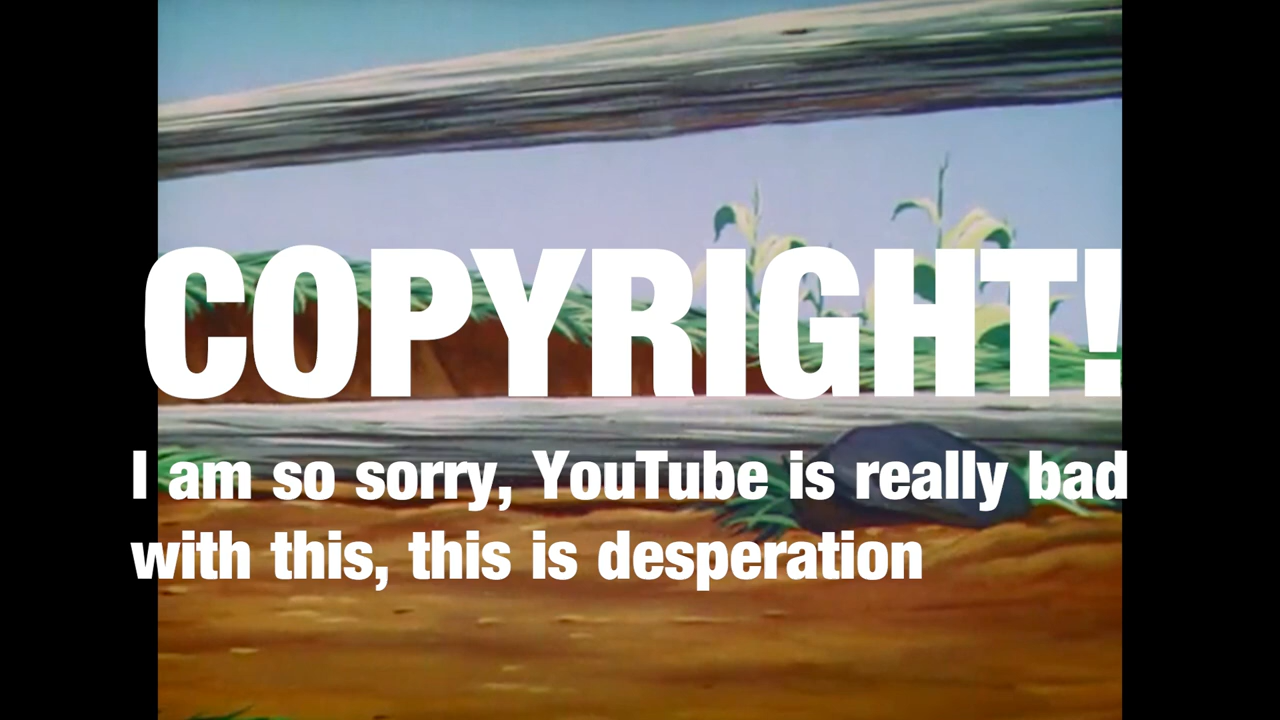 COPYRIGHT!
I am so sorry, YouTube is really bad
with this, this is desperation